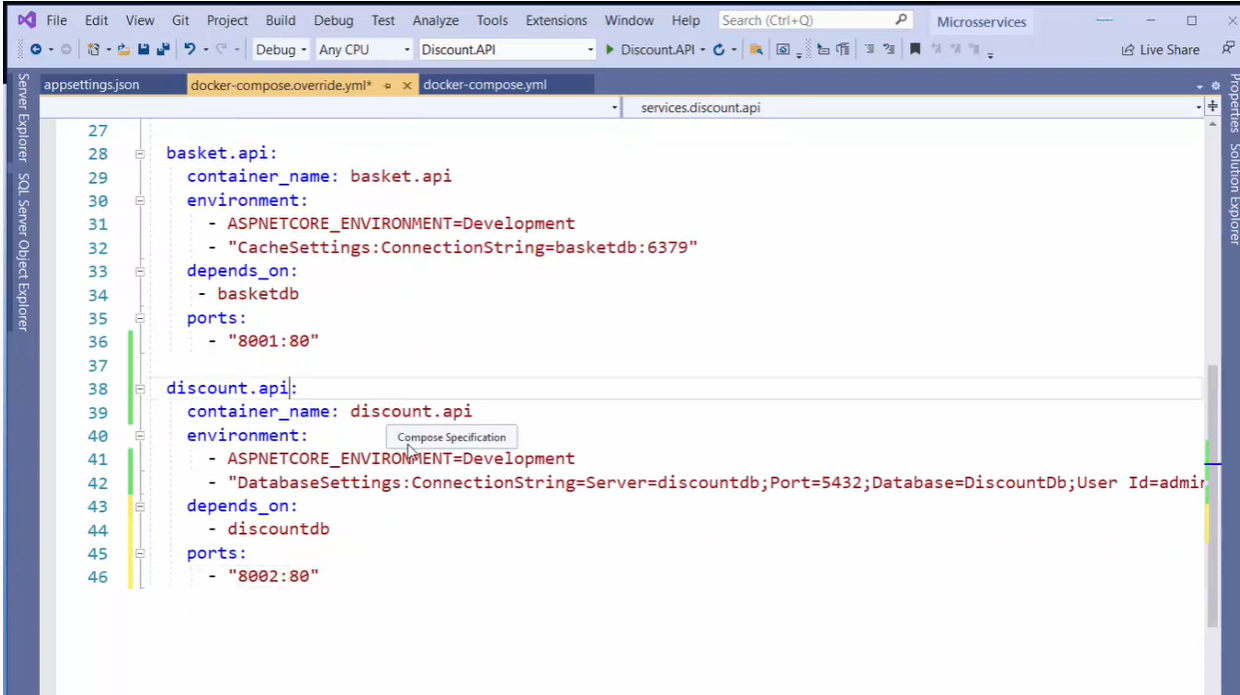 File Edit View Git Project Build Debug Test Analyze Tools Extensions Window Help Search (Ctrl+Q) Microsservices
Debug Any CPU Discount.API Discount.API Live Share
appsettings.json docker-compose.override.yml* docker-compose.yml
services.discount.api
Server Explorer
SQL Server Object Explorer
Properties
Solution Explorer
27
28 basket.api:
29 container_name: basket.api
30 environment:
31 - ASPNETCORE_ENVIRONMENT=Development
32 - "CacheSettings:ConnectionString=basketdb:6379"
33 depends_on:
34 - basketdb
35 ports:
36 - "8001:80"
37
38 discount.api:
39 container_name: discount.api
40 environment:
Compose Specification
41 - ASPNETCORE_ENVIRONMENT=Development
42 - "DatabaseSettings:ConnectionString=Server=discountdb;Port=5432;Database=DiscountDb;User Id=admin
43 depends_on:
44 - discountdb
45 ports:
46 - "8002:80"